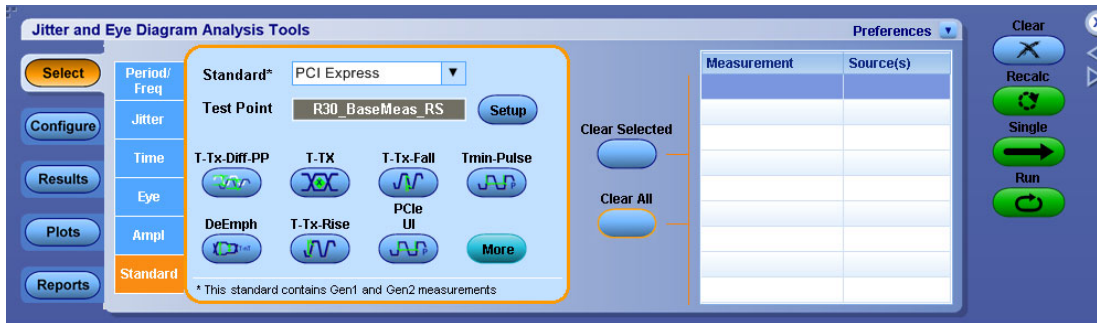 Jitter and Eye Diagram Analysis Tools
Preferences
Clear
Select
Configure
Results
Plots
Reports
Period/
Freq
Jitter
Time
Eye
Ampl
Standard
Standard*
PCI Express
Test Point
R30_BaseMeas_RS
Setup
T-Tx-Diff-PP
T-TX
T-Tx-Fall
Tmin-Pulse
DeEmph
T-Tx-Rise
PCIe
UI
More
* This standard contains Gen1 and Gen2 measurements
Clear Selected
Clear All
Measurement
Source(s)
Recalc
Single
Run